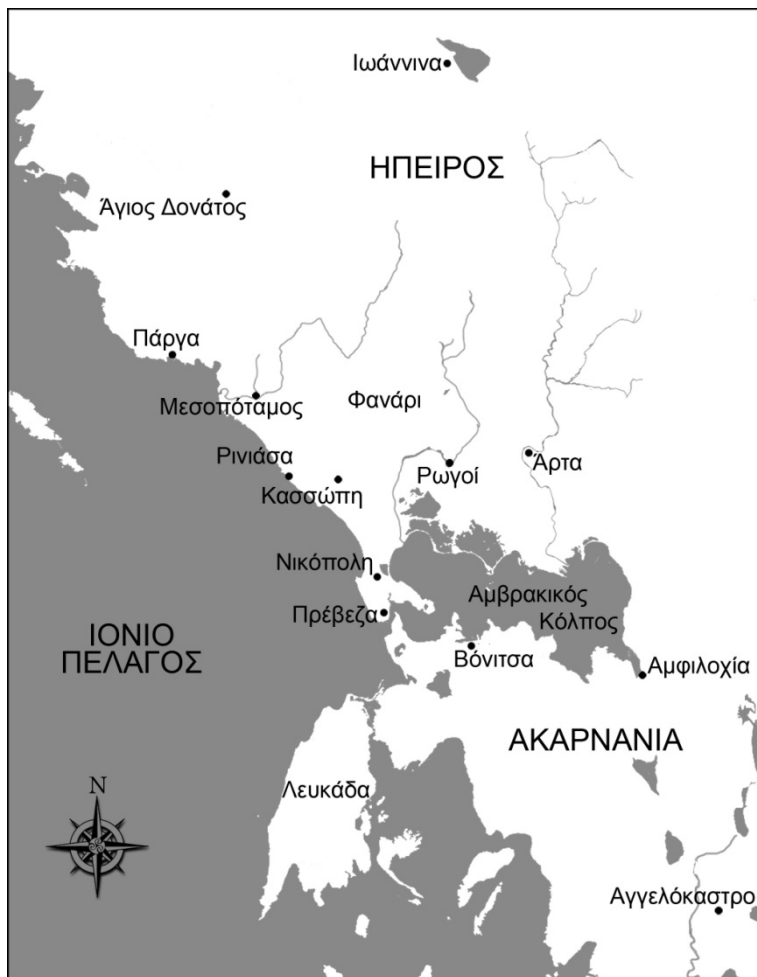 Ιωάννινα
ΗΠΕΙΡΟΣ
Άγιος Δονάτος
Πάργα
Μεσοπόταμος
Φανάρι
Ρινιάσα
Κασσώπη
Ρωγοί
Άρτα
Νικόπολη
Πρέβεζα
Αμβρακικός
Κόλπος
ΙΟΝΙΟ
ΠΕΛΑΓΟΣ
Βόνιτσα
Αμφιλοχία
ΑΚΑΡΝΑΝΙΑ
Λευκάδα
N
Αγγελόκαστρο